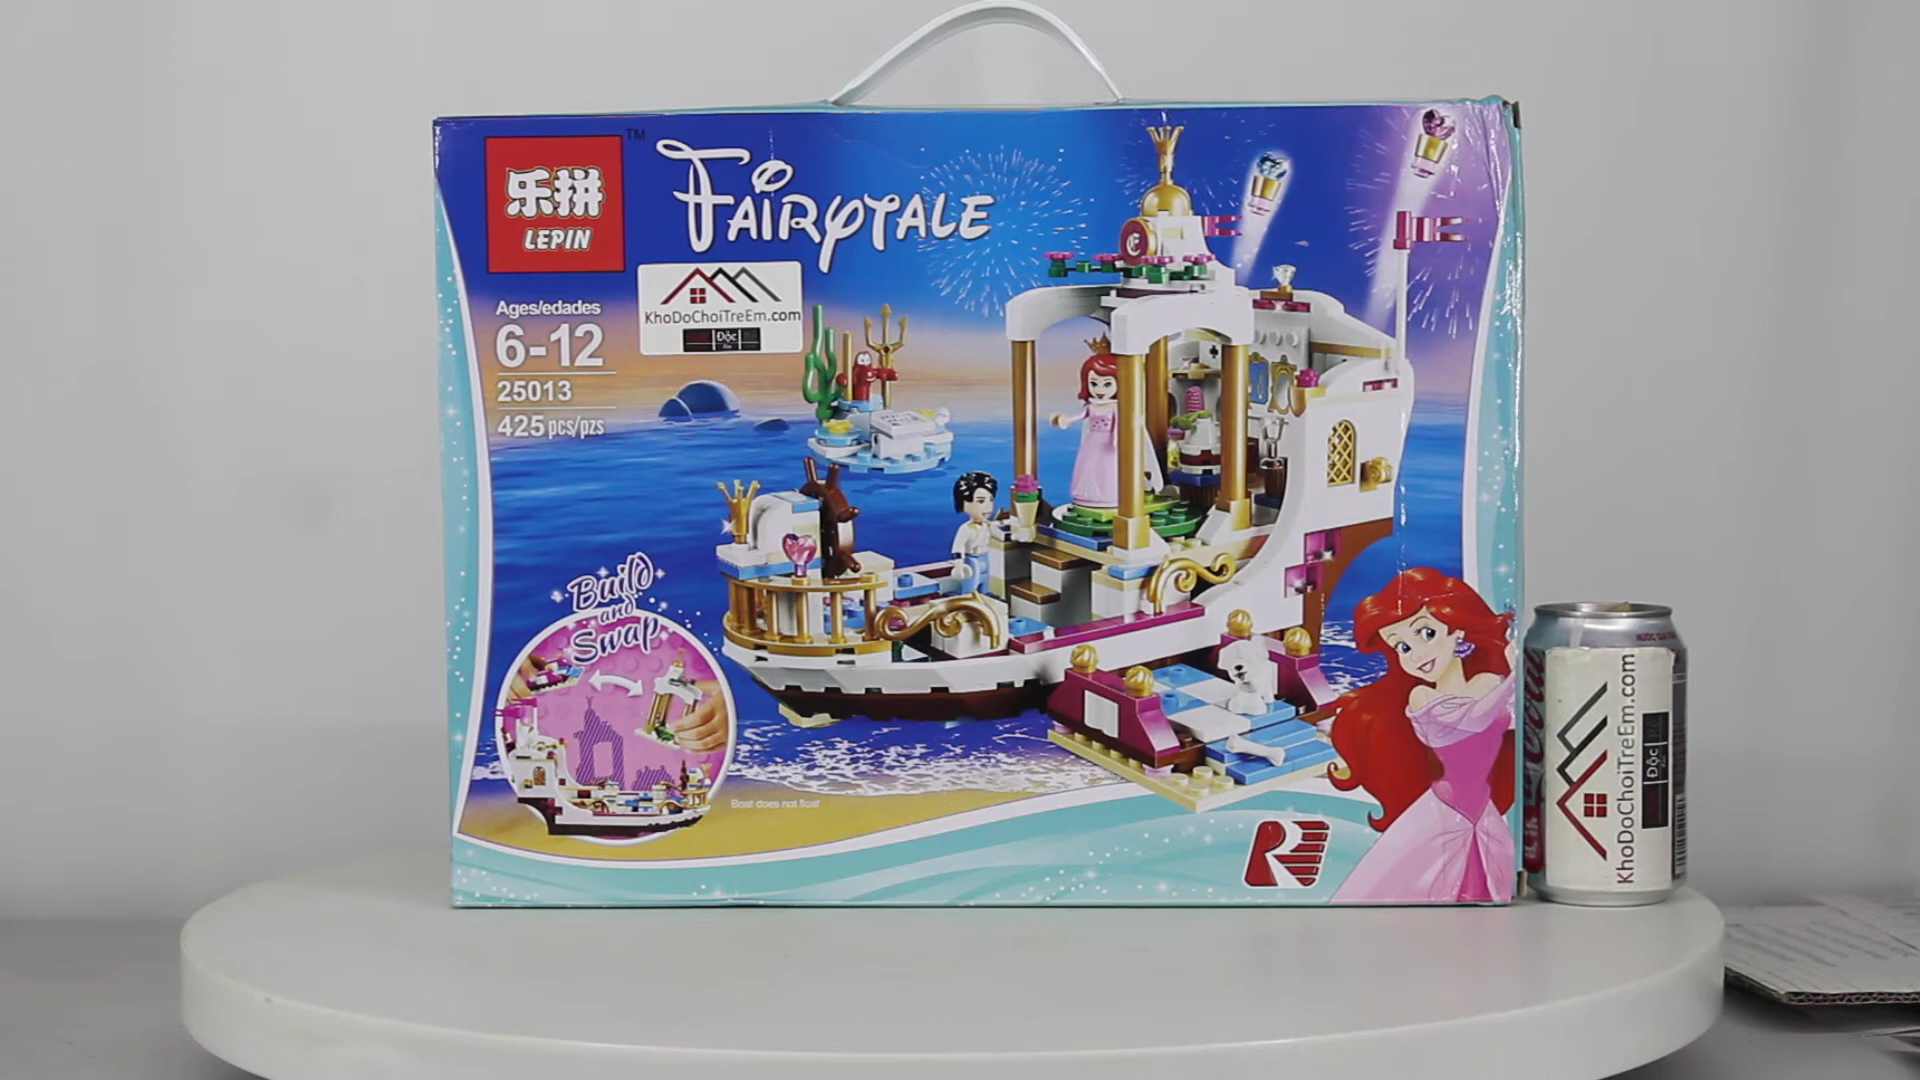 乐拼
LEPIN
TM
FAIRYTALE
KhoDoChoiTreEm.com
Độc
Ages/edades
6-12
25013
425 pcs/pzs
Build
and
Swap
Boat does not float
KhoDoChoiTreEm.com
Độc